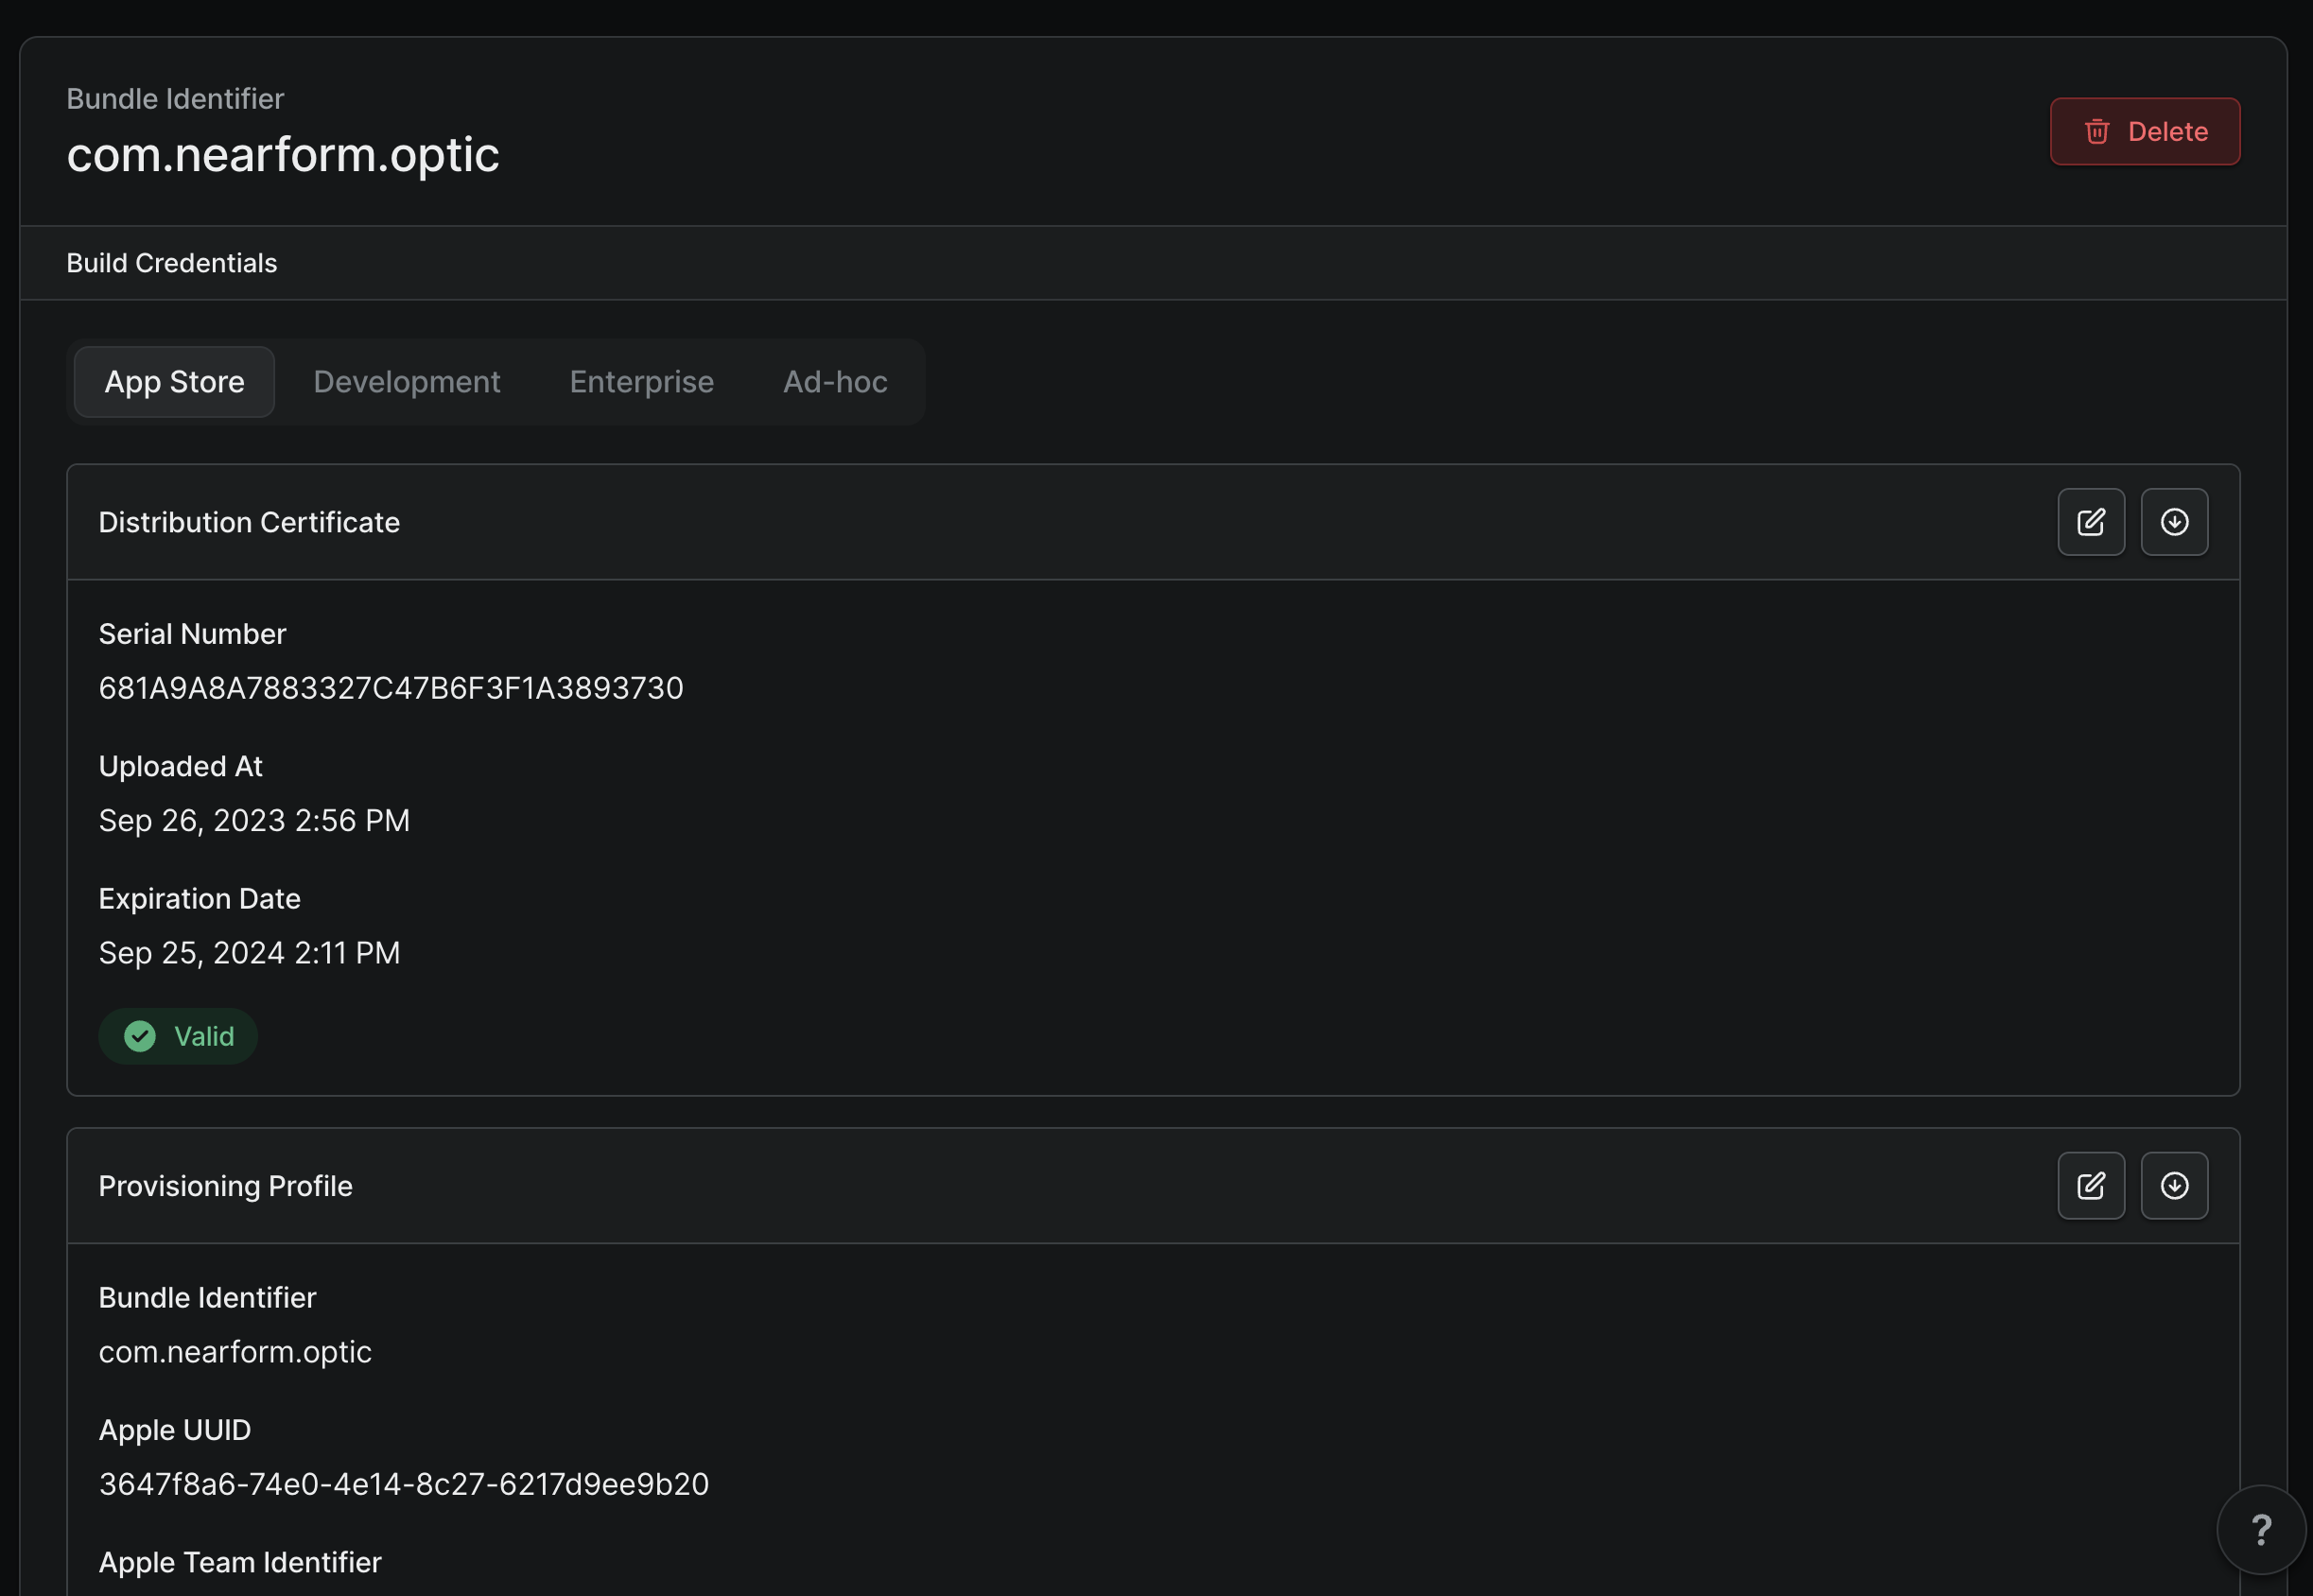 Bundle Identifier
com.nearform.optic
Delete
Build Credentials
App Store
Development
Enterprise
Ad-hoc
Distribution Certificate
Serial Number
681A9A8A7883327C47B6F3F1A3893730
Uploaded At
Sep 26, 2023 2:56 PM
Expiration Date
Sep 25, 2024 2:11 PM
Valid
Provisioning Profile
Bundle Identifier
com.nearform.optic
Apple UUID
3647f8a6-74e0-4e14-8c27-6217d9ee9b20
Apple Team Identifier
?